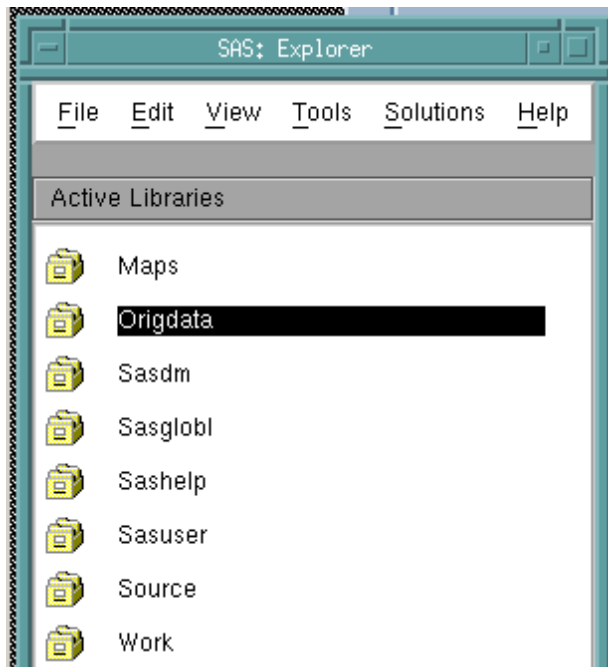 SAS: Explorer
File Edit View Tools Solutions Help
Active Libraries
Maps
Origdata
Sasdm
Sasglobl
Sashelp
Sasuser
Source
Work